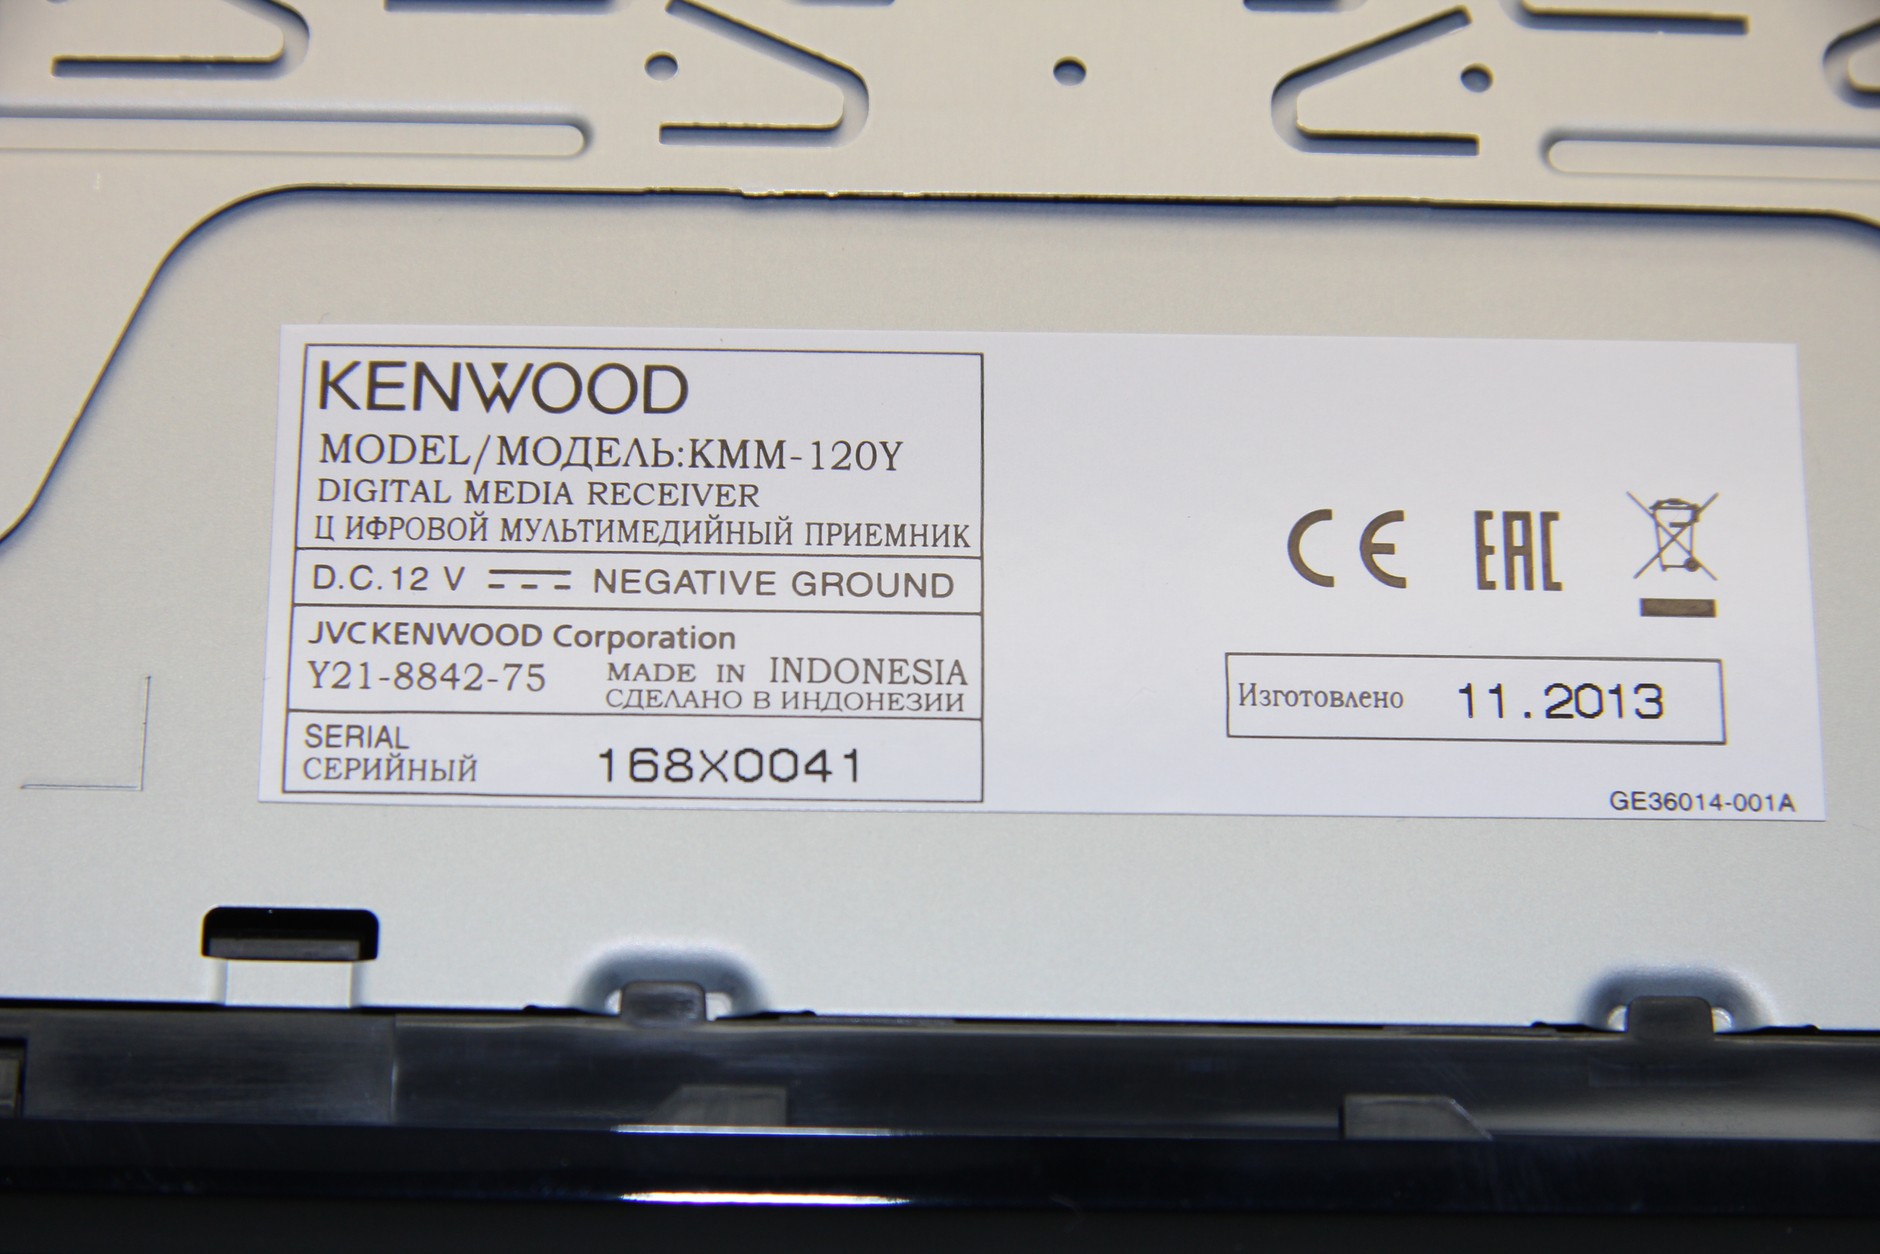 KENWOOD
MODEL/МОДЕЛЬ:KMM-120Y
DIGITAL MEDIA RECEIVER
Ц ИФРОВОЙ МУЛЬТИМЕДИЙНЫЙ ПРИЕМНИК
D.C.12 V NEGATIVE GROUND
JVCKENWOOD Corporation
Y21-8842-75 MADE IN INDONESIA
СДЕЛАНО В ИНДОНЕЗИИ
SERIAL
СЕРИЙНЫЙ 168X0041
CE EAC
Изготовлено 11.2013
GE36014-001A